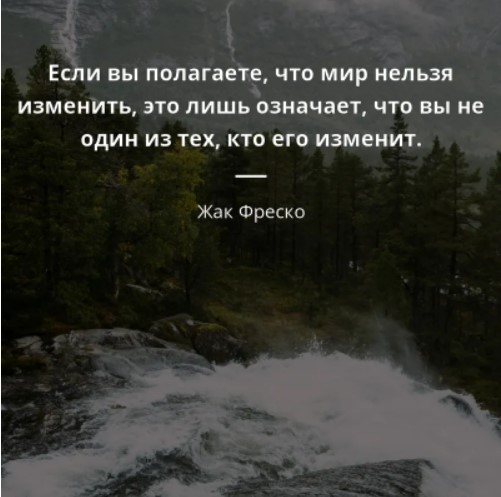 Если вы полагаете, что мир нельзя
изменить, это лишь означает, что вы не
один из тех, кто его изменит.
Жак Фреско